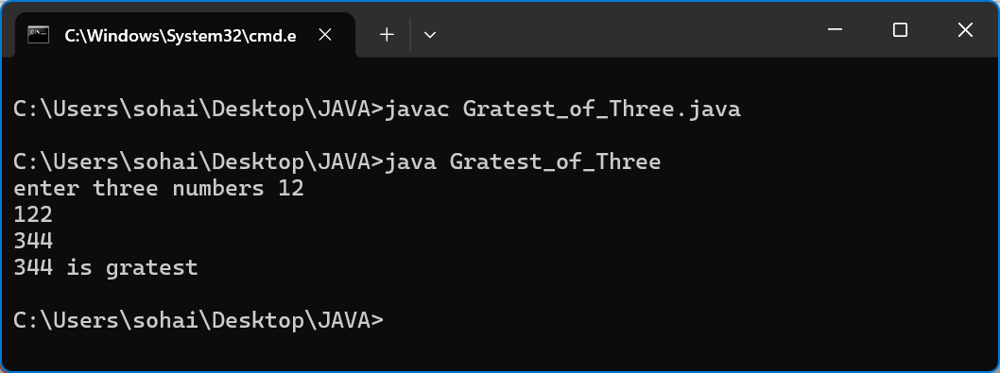 C:\Windows\System32\cmd.e
C:\Users\sohai\Desktop\JAVA>javac Gratest_of_Three.java
C:\Users\sohai\Desktop\JAVA>java Gratest_of_Three
enter three numbers 12
122
344
344 is gratest
C:\Users\sohai\Desktop\JAVA>